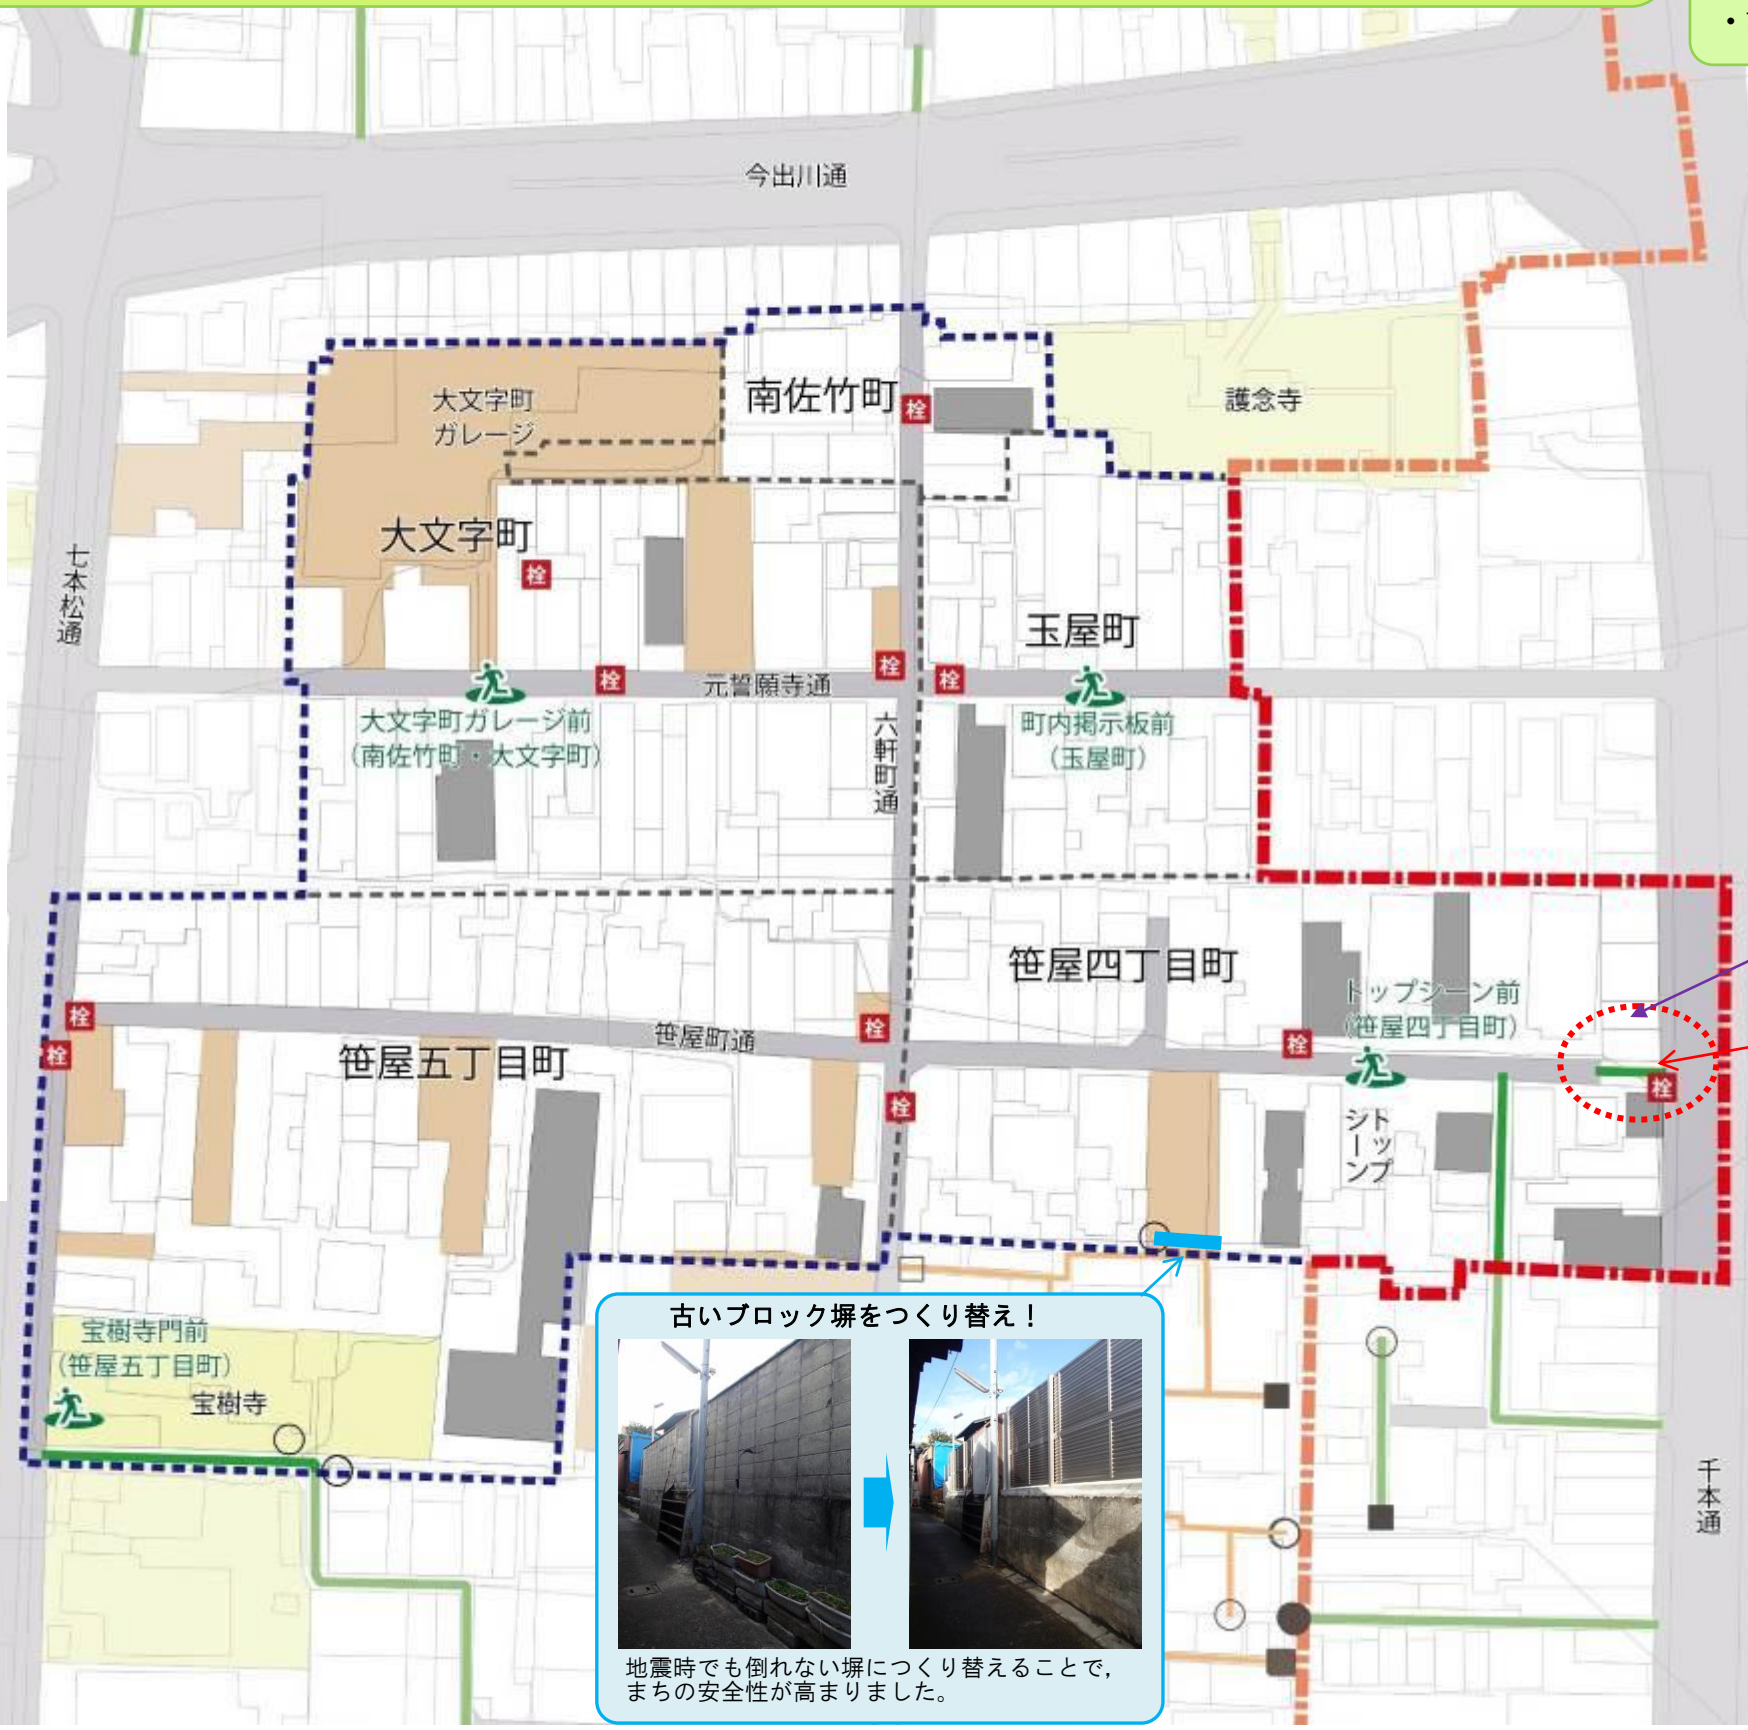 今出川通
大文字町
ガレージ
南佐竹町
栓
護念寺
大文字町
栓
七本松通
玉屋町
栓
栓
栓
元誓願寺通
大文字町ガレージ前
(南佐竹町・大文字町)
六軒町通
町内掲示板前
(玉屋町)
笹屋四丁目町
トップシーン前
(笹屋四丁目町)
栓
栓
笹屋町通
栓
栓
笹屋五丁目町
栓
栓
トップ
シーン
宝樹寺門前
(笹屋五丁目町)
宝樹寺
古いブロック塀をつくり替え！
地震時でも倒れない塀につくり替えることで，
まちの安全性が高まりました。
千本通